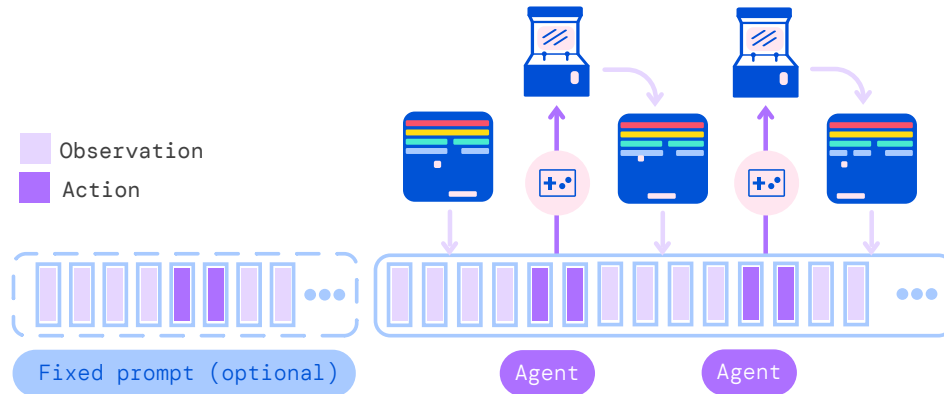 Observation
Action
Fixed prompt (optional)
Agent
Agent